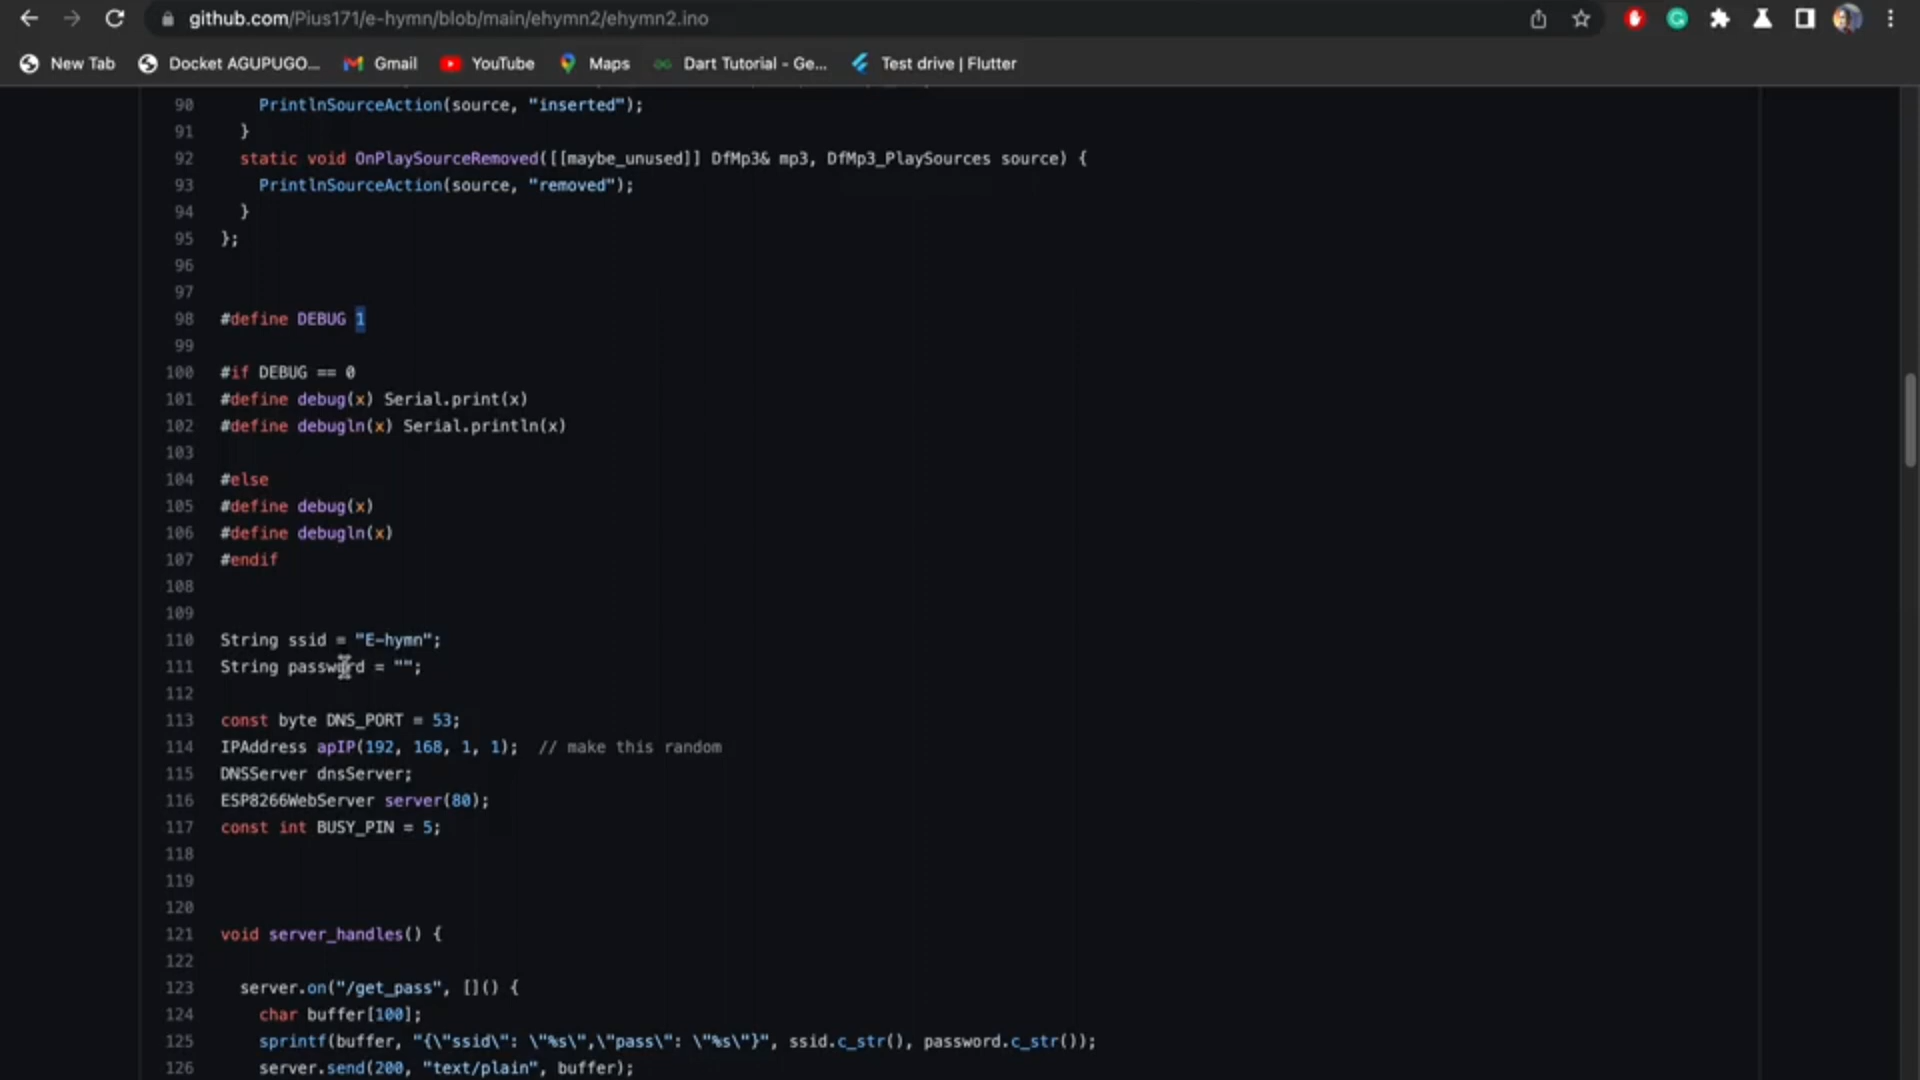 github.com/Pius171/e-hymn/blob/main/ehymn2/ehymn2.ino
New Tab Docket AGUPUGO... Gmail YouTube Maps Dart Tutorial - Ge... Test drive | Flutter
90 PrintlnSourceAction(source, "inserted");
91 }
92 static void OnPlaySourceRemoved([[maybe_unused]] DfMp3& mp3, DfMp3_PlaySources source) {
93 PrintlnSourceAction(source, "removed");
94 }
95 };
96
97
98 #define DEBUG 1
99
100 #if DEBUG == 0
101 #define debug(x) Serial.print(x)
102 #define debugln(x) Serial.println(x)
103
104 #else
105 #define debug(x)
106 #define debugln(x)
107 #endif
108
109
110 String ssid = "E-hymn";
111 String password = "";
112
113 const byte DNS_PORT = 53;
114 IPAddress apIP(192, 168, 1, 1); // make this random
115 DNSServer dnsServer;
116 ESP8266WebServer server(80);
117 const int BUSY_PIN = 5;
118
119
120
121 void server_handles() {
122
123 server.on("/get_pass", []() {
124 char buffer[100];
125 sprintf(buffer, "{\"ssid\": \"%s\",\"pass\": \"%s\"}", ssid.c_str(), password.c_str());
126 server.send(200, "text/plain", buffer);